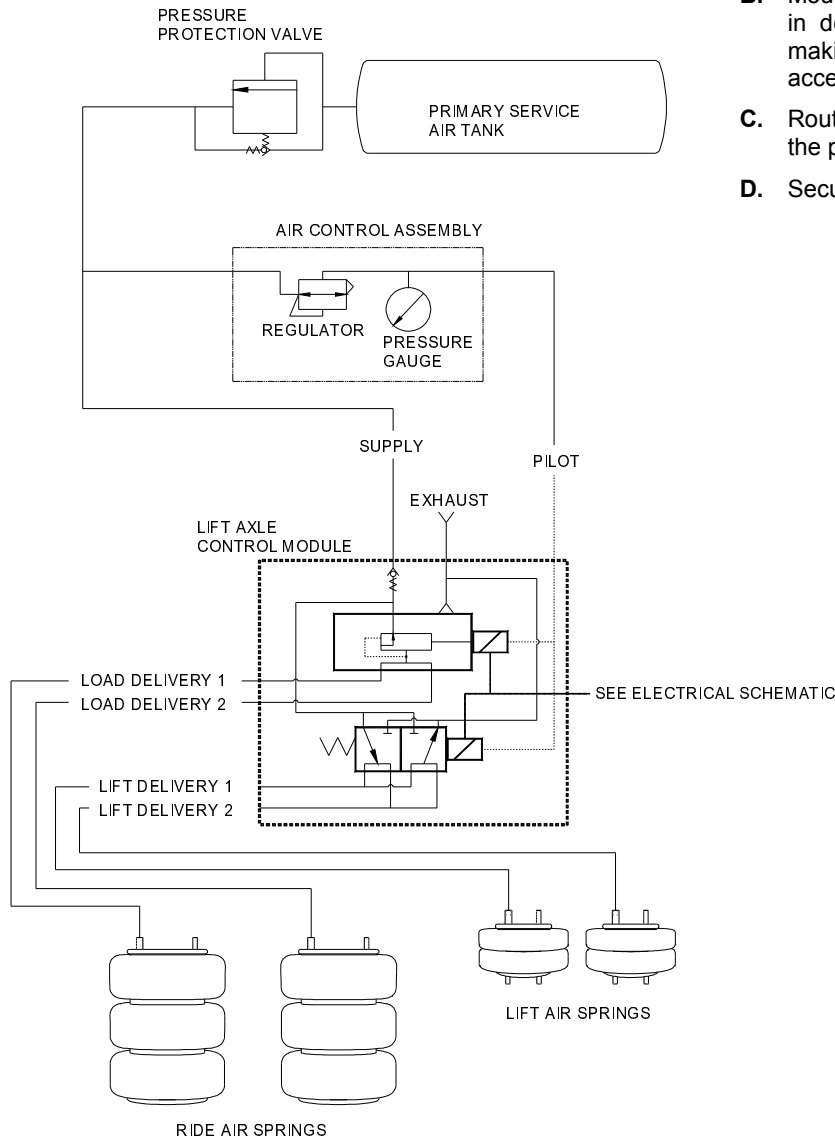 PRESSURE
PROTECTION VALVE
PRIMARY SERVICE
AIR TANK
AIR CONTROL ASSEMBLY
REGULATOR
PRESSURE
GAUGE
SUPPLY
PILOT
EXHAUST
LIFT AXLE
CONTROL MODULE
LOAD DELIVERY 1
LOAD DELIVERY 2
SEE ELECTRICAL SCHEMATIC
LIFT DELIVERY 1
LIFT DELIVERY 2
LIFT AIR SPRINGS
RIDE AIR SPRINGS
B.
in
C.
the
D.